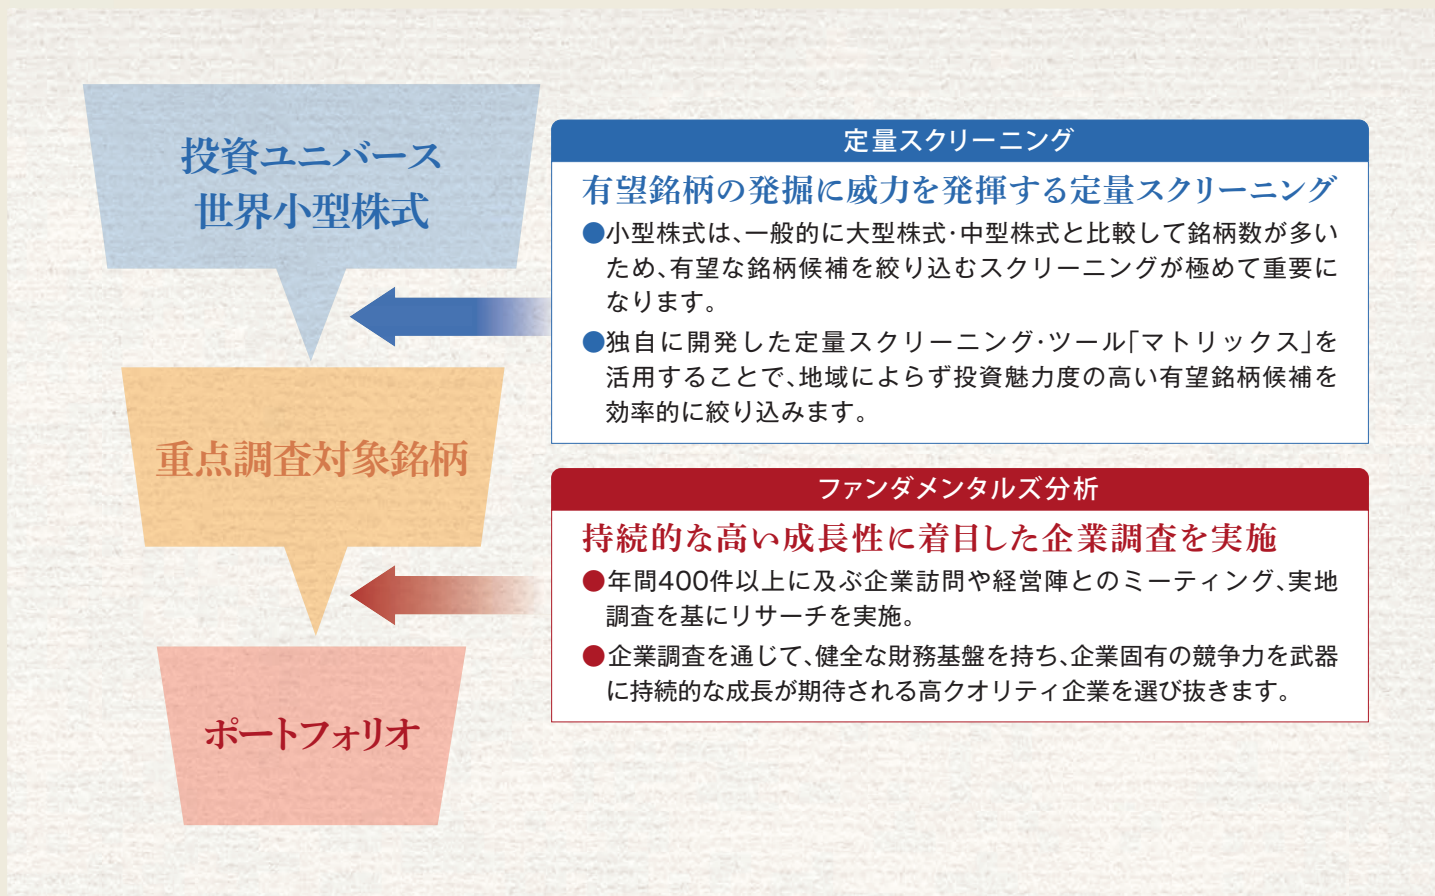 投資ユニバース
世界小型株式
定量スクリーニング
有望銘柄の発掘に威力を発揮する定量スクリーニング
●小型株式は、一般的に大型株式・中型株式と比較して銘柄数が多い
ため、有望な銘柄候補を絞り込むスクリーニングが極めて重要に
なります。
●独自に開発した定量スクリーニング・ツール「マトリックス」を
活用することで、地域によらず投資魅力度の高い有望銘柄候補を
効率的に絞り込みます。
重点調査対象銘柄
ファンダメンタルズ分析
持続的な高い成長性に着目した企業調査を実施
●年間400件以上に及ぶ企業訪問や経営陣とのミーティング、実地
調査を基にリサーチを実施。
●企業調査を通じて、健全な財務基盤を持ち、企業固有の競争力を武器
に持続的な成長が期待される高クオリティ企業を選び抜きます。
ポートフォリオ